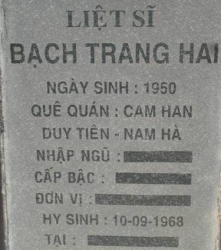 LIỆT SĨ
BẠCH TRANG HAI
NGÀY SINH : 1950
QUÊ QUÁN : CAM HAN
DUY TIÊN - NAM HÀ
NHẬP NGŨ :
CẤP BẬC :
ĐƠN VỊ :
HY SINH : 10-09-1968
TẠI :